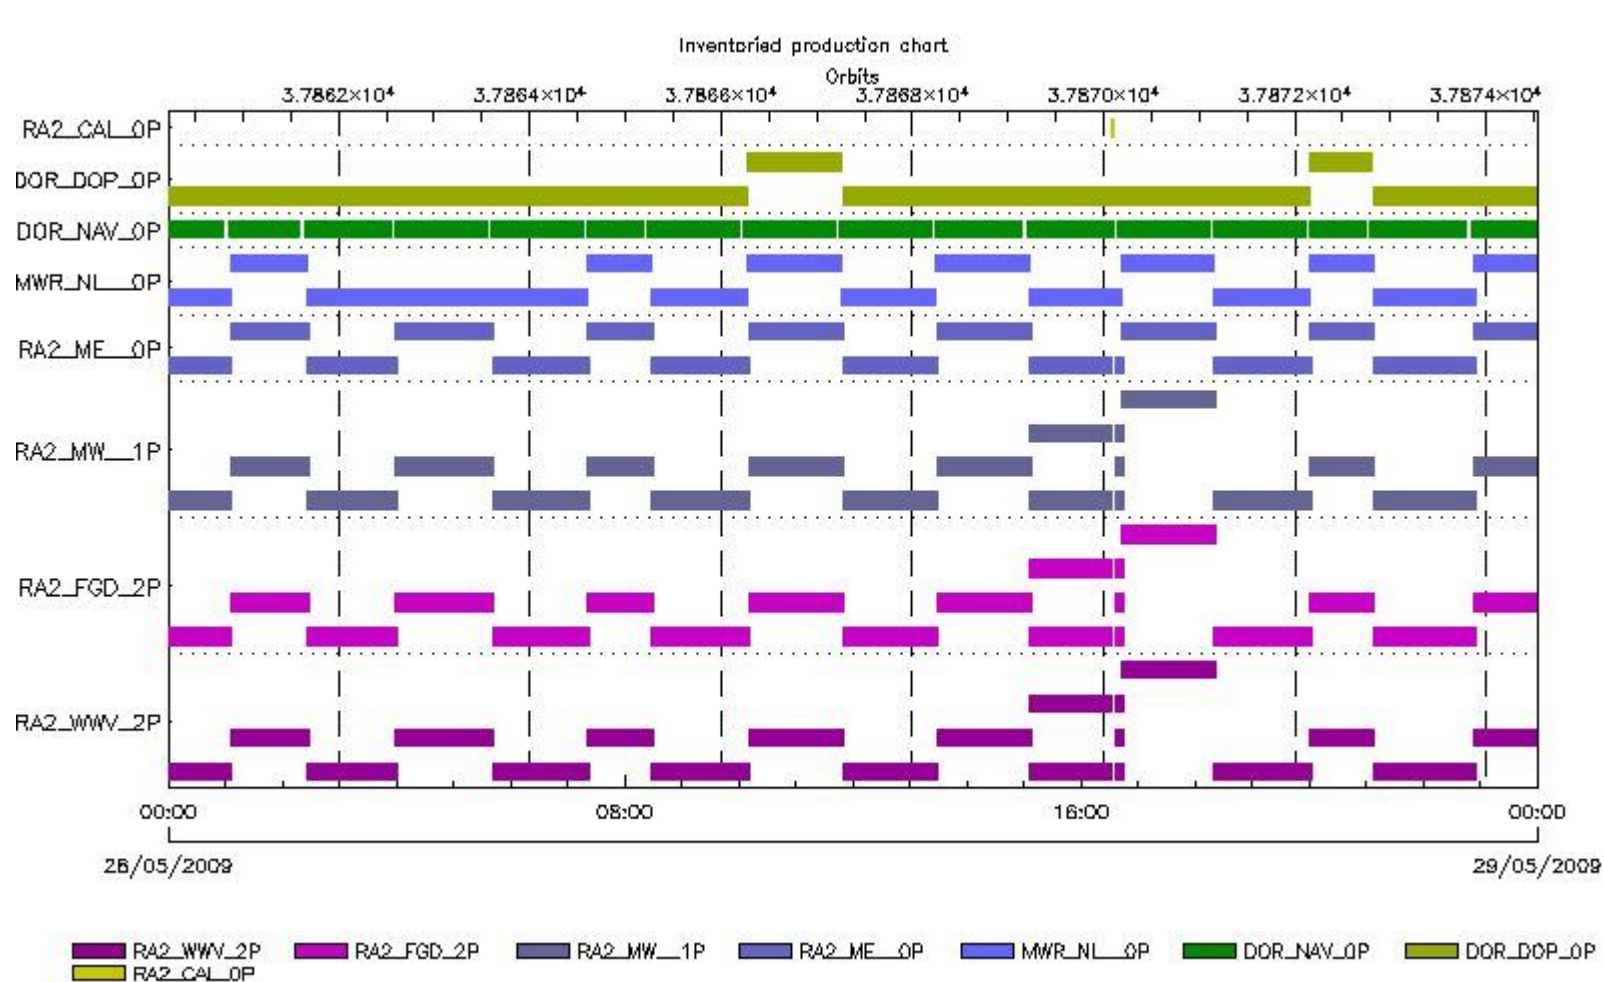 Inventoried production chart
Orbits
3.7862×10⁴ 3.7864×10⁴ 3.7866×10⁴ 3.7868×10⁴ 3.7870×10⁴ 3.7872×10⁴ 3.7874×10⁴
RA2_CAL_0P
DOR_DOP_0P
DOR_NAV_0P
MWR_NL__0P
RA2_ME__0P
RA2_MW__1P
RA2_FGD_2P
RA2_WWV_2P
00:00 08:00 16:00 00:00
28/05/2009 29/05/2009
RA2_WWV_2P RA2_FGD_2P RA2_MW__1P RA2_ME__0P MWR_NL__0P DOR_NAV_0P DOR_DOP_0P
RA2_CAL_0P